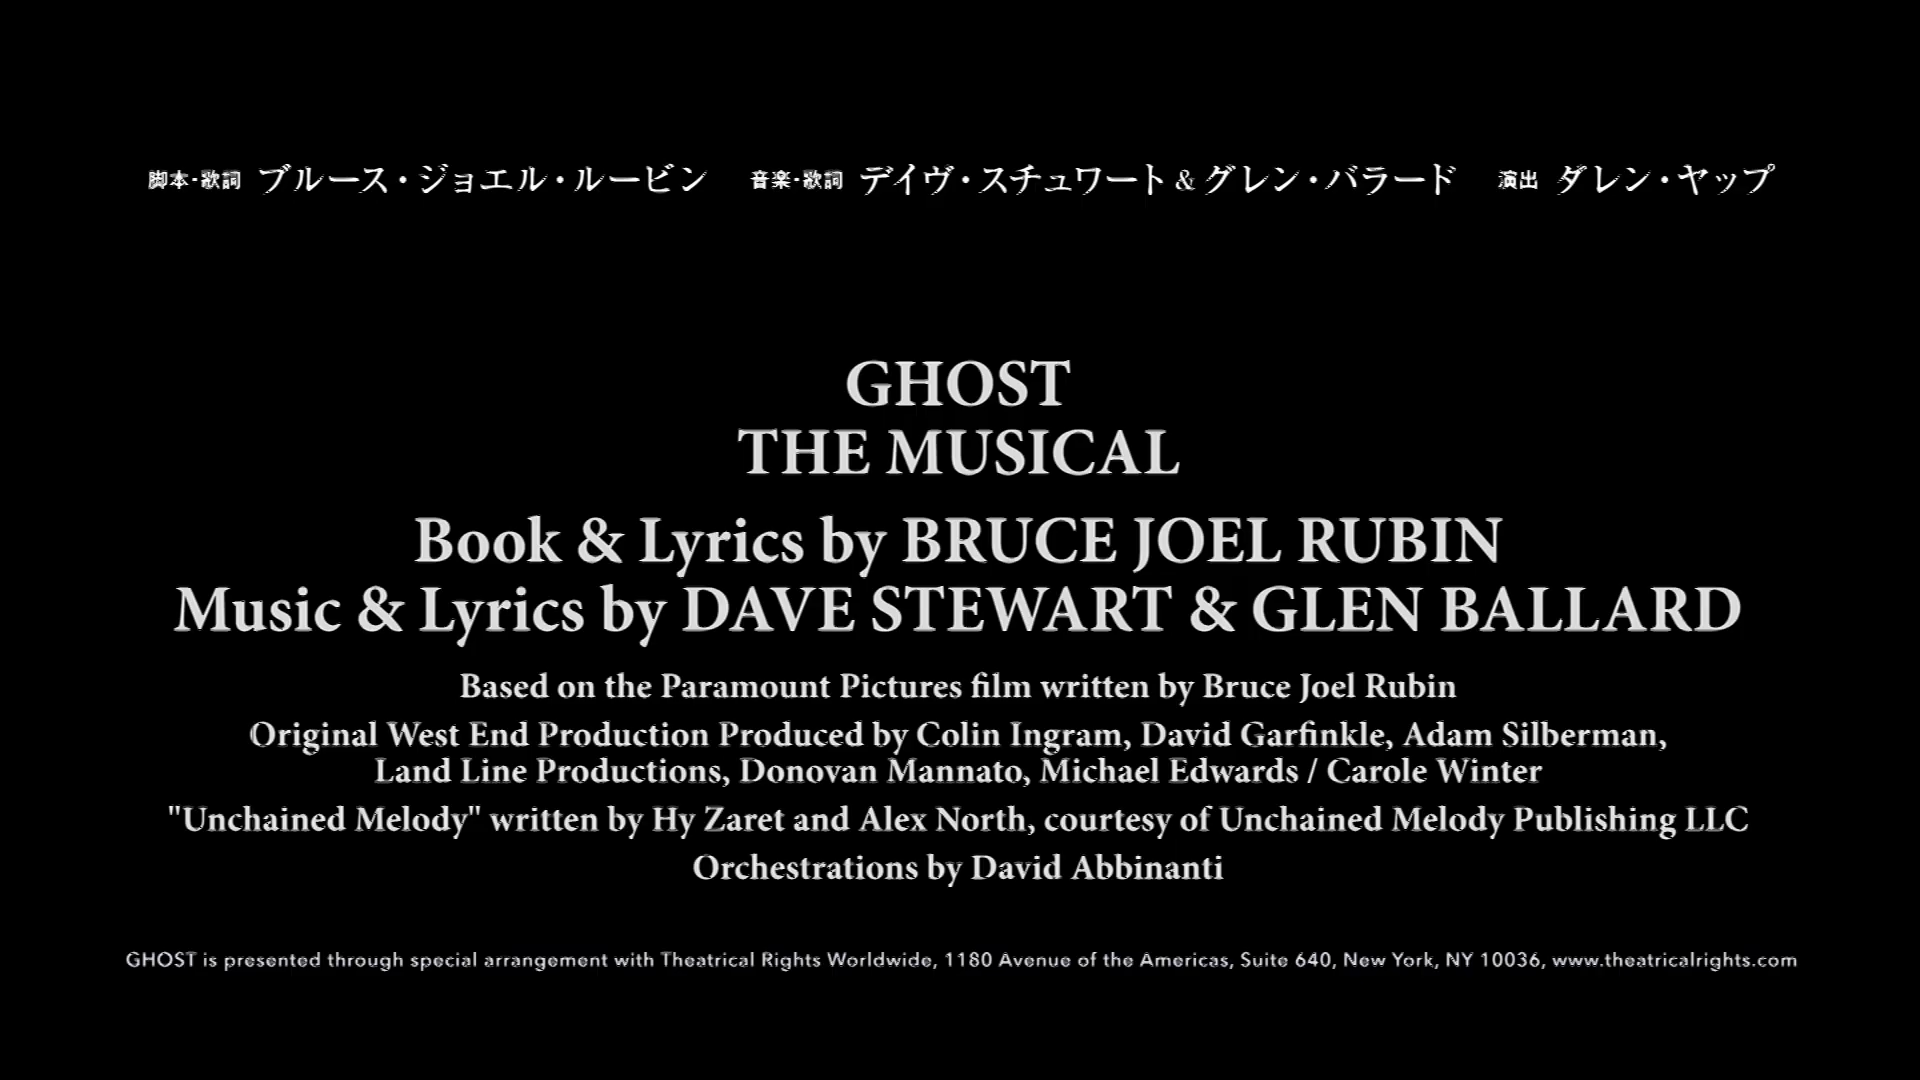 脚本・歌詞 ブルース・ジョエル・ルービン 音楽・歌詞 デイヴ・スチュワート & グレン・バラード 演出 ダレン・ヤップ
GHOST
THE MUSICAL
Book & Lyrics by BRUCE JOEL RUBIN
Music & Lyrics by DAVE STEWART & GLEN BALLARD
Based on the Paramount Pictures film written by Bruce Joel Rubin
Original West End Production Produced by Colin Ingram, David Garfinkle, Adam Silberman,
Land Line Productions, Donovan Mannato, Michael Edwards / Carole Winter
"Unchained Melody" written by Hy Zaret and Alex North, courtesy of Unchained Melody Publishing LLC
Orchestrations by David Abbinanti
GHOST is presented through special arrangement with Theatrical Rights Worldwide, 1180 Avenue of the Americas, Suite 640, New York, NY 10036, www.theatricalrights.com